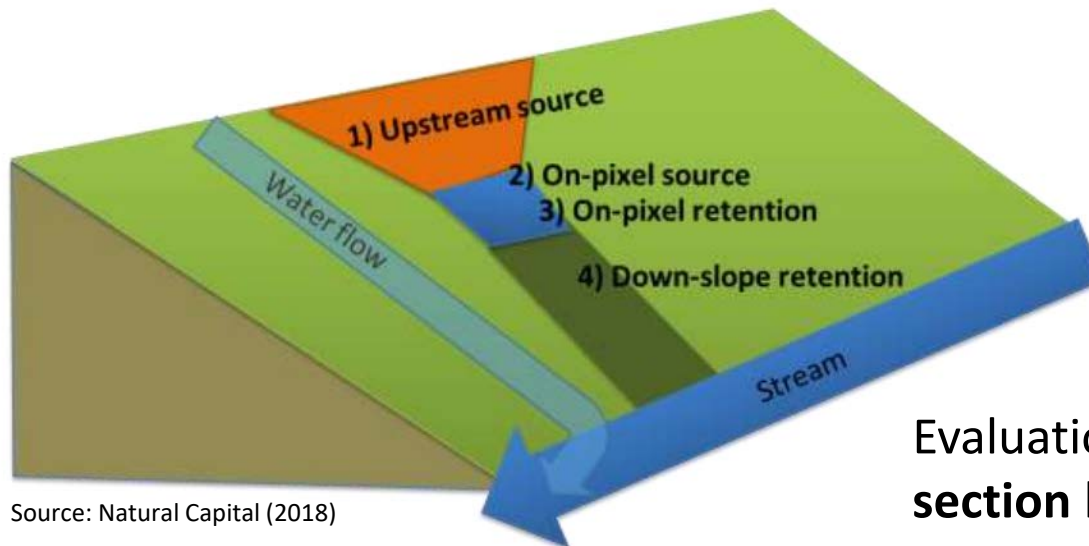 1) Upstream source
2) On-pixel source
3) On-pixel retention
4) Down-slope retention
Water flow
Stream
Source: Natural Capital (2018)
section